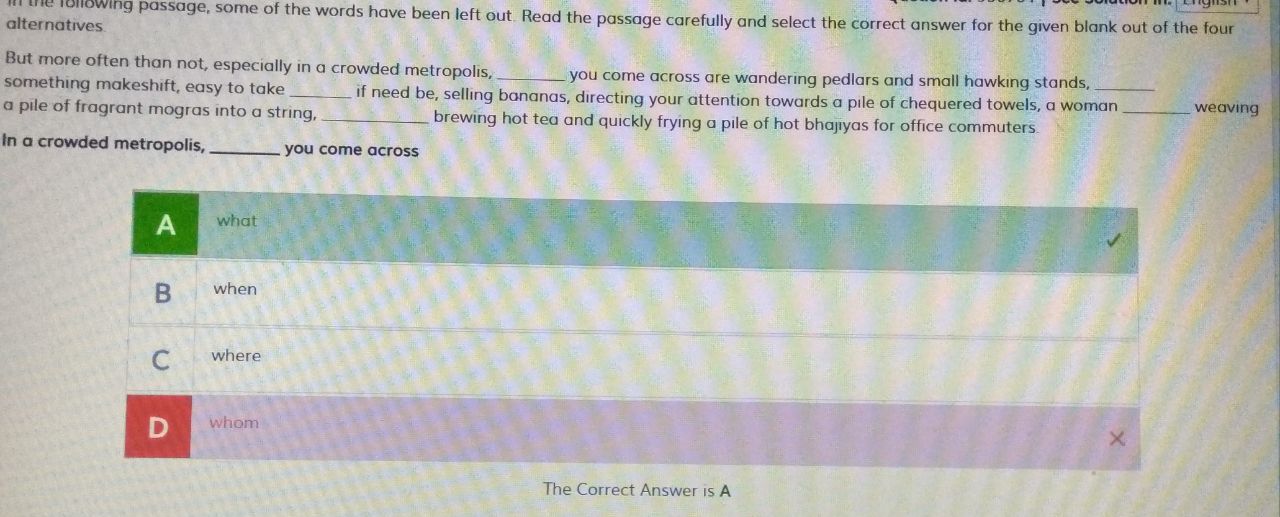 In the following passage, some of the words have been left out. Read the passage carefully and select the correct answer for the given blank out of the four
alternatives.
English
But more often than not, especially in a crowded metropolis, ________ you come across are wandering pedlars and small hawking stands, _______
something makeshift, easy to take _______ if need be, selling bananas, directing your attention towards a pile of chequered towels, a woman ________ weaving
a pile of fragrant mogras into a string, _____________ brewing hot tea and quickly frying a pile of hot bhajiyas for office commuters.
In a crowded metropolis, ________ you come across
A what ✓
B when
C where
D whom ✕
The Correct Answer is A